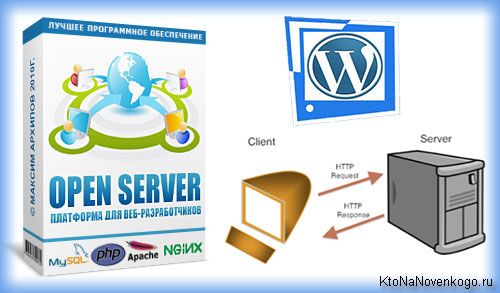 ЛУЧШЕЕ ПРОГРАММНОЕ ОБЕСПЕЧЕНИЕ
© МАКСИМ АРХИПОВ 2010Г.
OPEN SERVER
ПЛАТФОРМА ДЛЯ ВЕБ-РАЗРАБОТЧИКОВ
MySQL
php
Apache
NGINX
W
Client
Server
HTTP
Request
HTTP
Response
KtoNaNovenkogo.ru